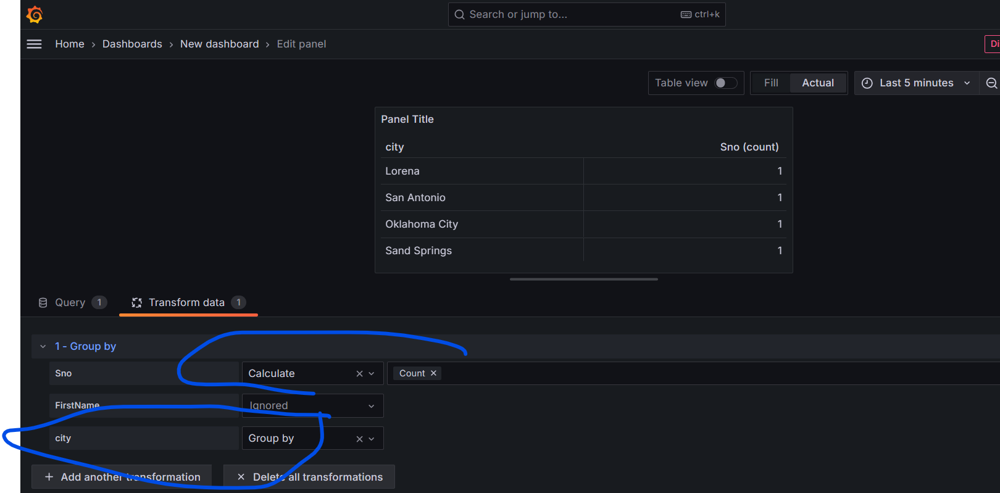 Search or jump to... ctrl+k
Home › Dashboards › New dashboard › Edit panel
Di
Table view Fill Actual Last 5 minutes
Panel Title
city Sno (count)
Lorena 1
San Antonio 1
Oklahoma City 1
Sand Springs 1
Query 1 Transform data 1
1 - Group by
Sno Calculate Count
FirstName Ignored
city Group by
Add another transformation Delete all transformations